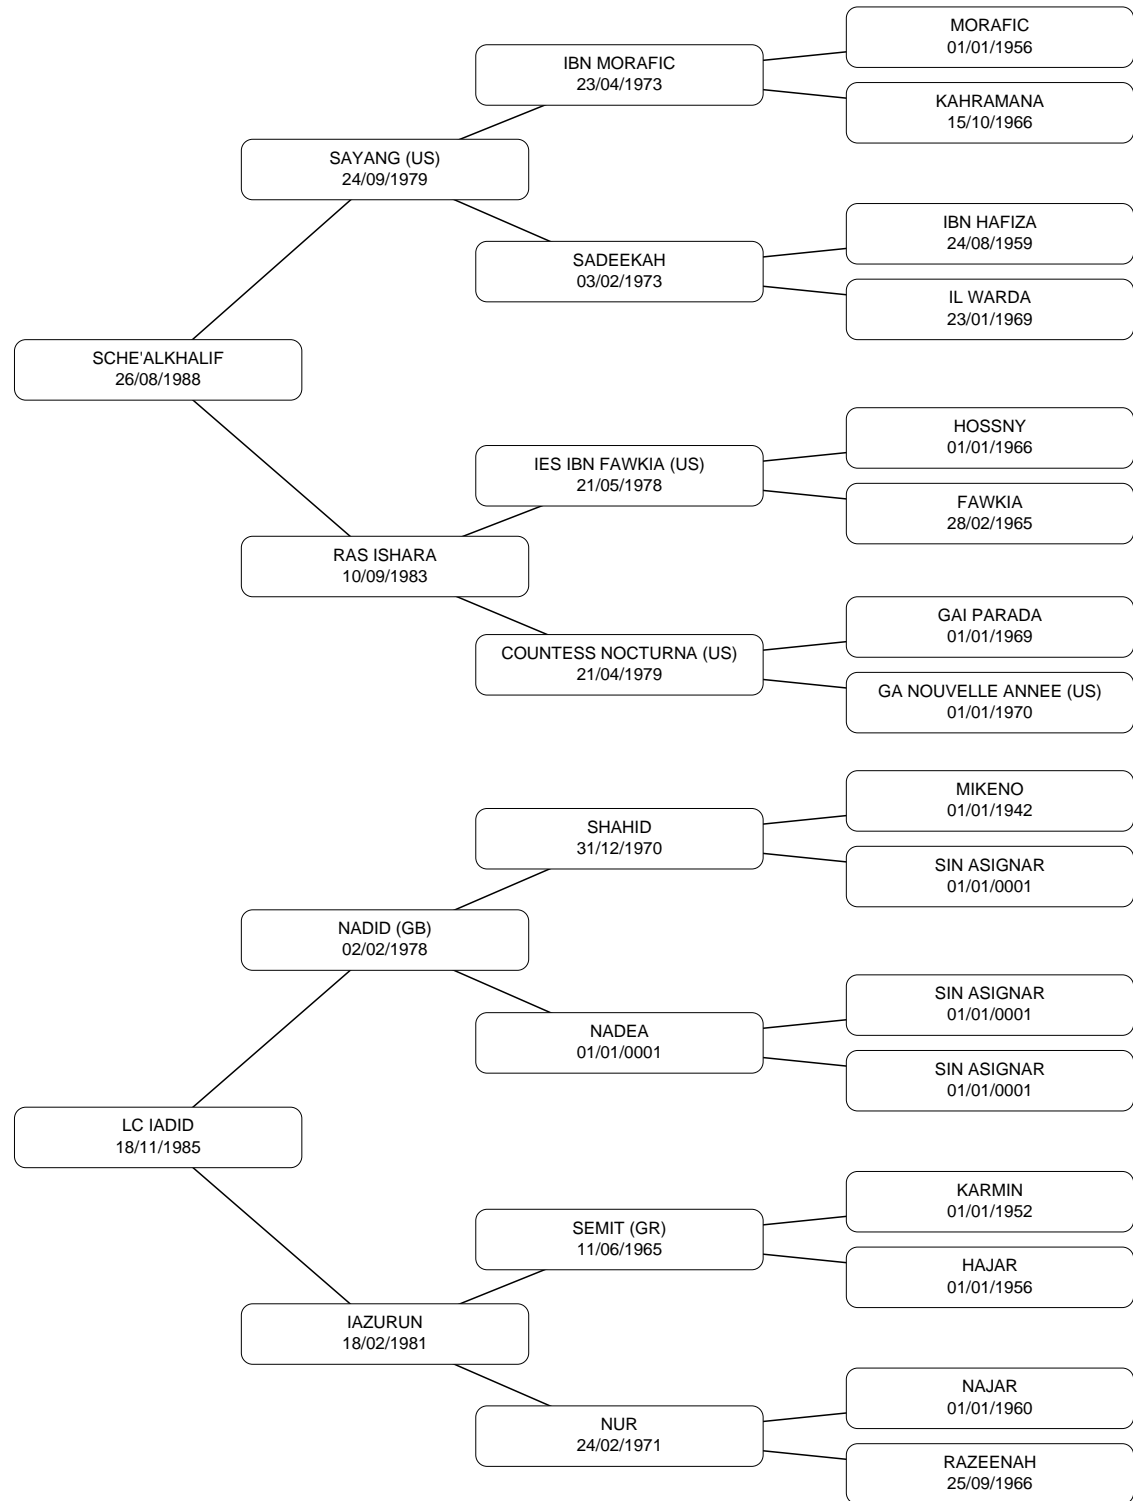 MORAFIC
01/01/1956
IBN MORAFIC
23/04/1973
KAHRAMANA
15/10/1966
SAYANG (US)
24/09/1979
IBN HAFIZA
24/08/1959
SADEEKAH
03/02/1973
IL WARDA
23/01/1969
SCHE'ALKHALIF
26/08/1988
HOSSNY
01/01/1966
IES IBN FAWKIA (US)
21/05/1978
FAWKIA
28/02/1965
RAS ISHARA
10/09/1983
GAI PARADA
01/01/1969
COUNTESS NOCTURNA (US)
21/04/1979
GA NOUVELLE ANNEE (US)
01/01/1970
MIKENO
01/01/1942
SHAHID
31/12/1970
SIN ASIGNAR
01/01/0001
NADID (GB)
02/02/1978
SIN ASIGNAR
01/01/0001
NADEA
01/01/0001
SIN ASIGNAR
01/01/0001
LC IADID
18/11/1985
KARMIN
01/01/1952
SEMIT (GR)
11/06/1965
HAJAR
01/01/1956
IAZURUN
18/02/1981
NAJAR
01/01/1960
NUR
24/02/1971
RAZEENAH
25/09/1966